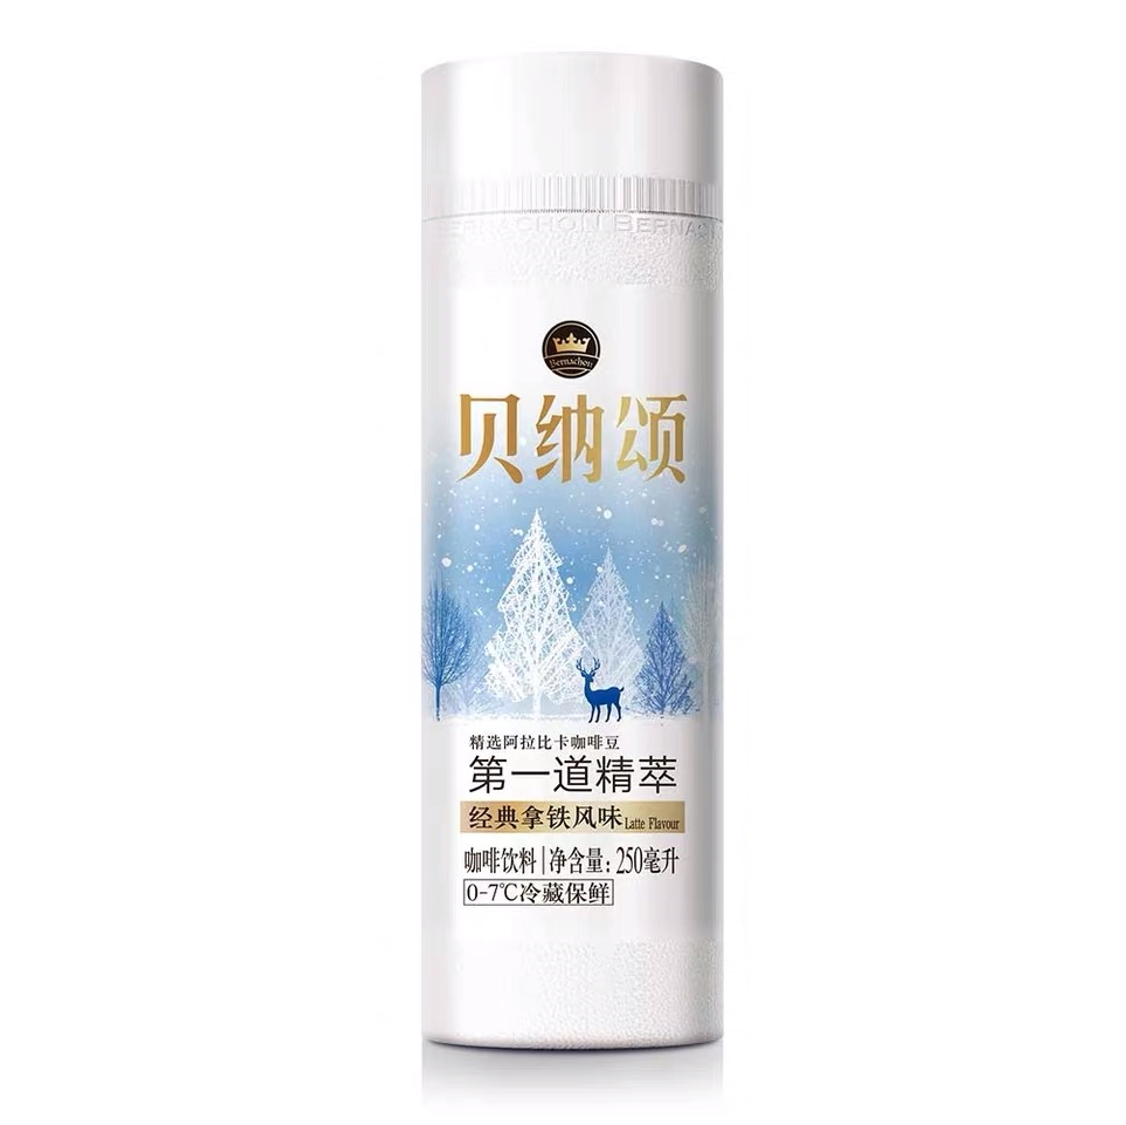 BERNACHON BERNACHON
Bernachon
贝纳颂
精选阿拉比卡咖啡豆
第一道精萃
经典拿铁风味 Latte Flavour
咖啡饮料|净含量:250毫升
0-7℃冷藏保鲜